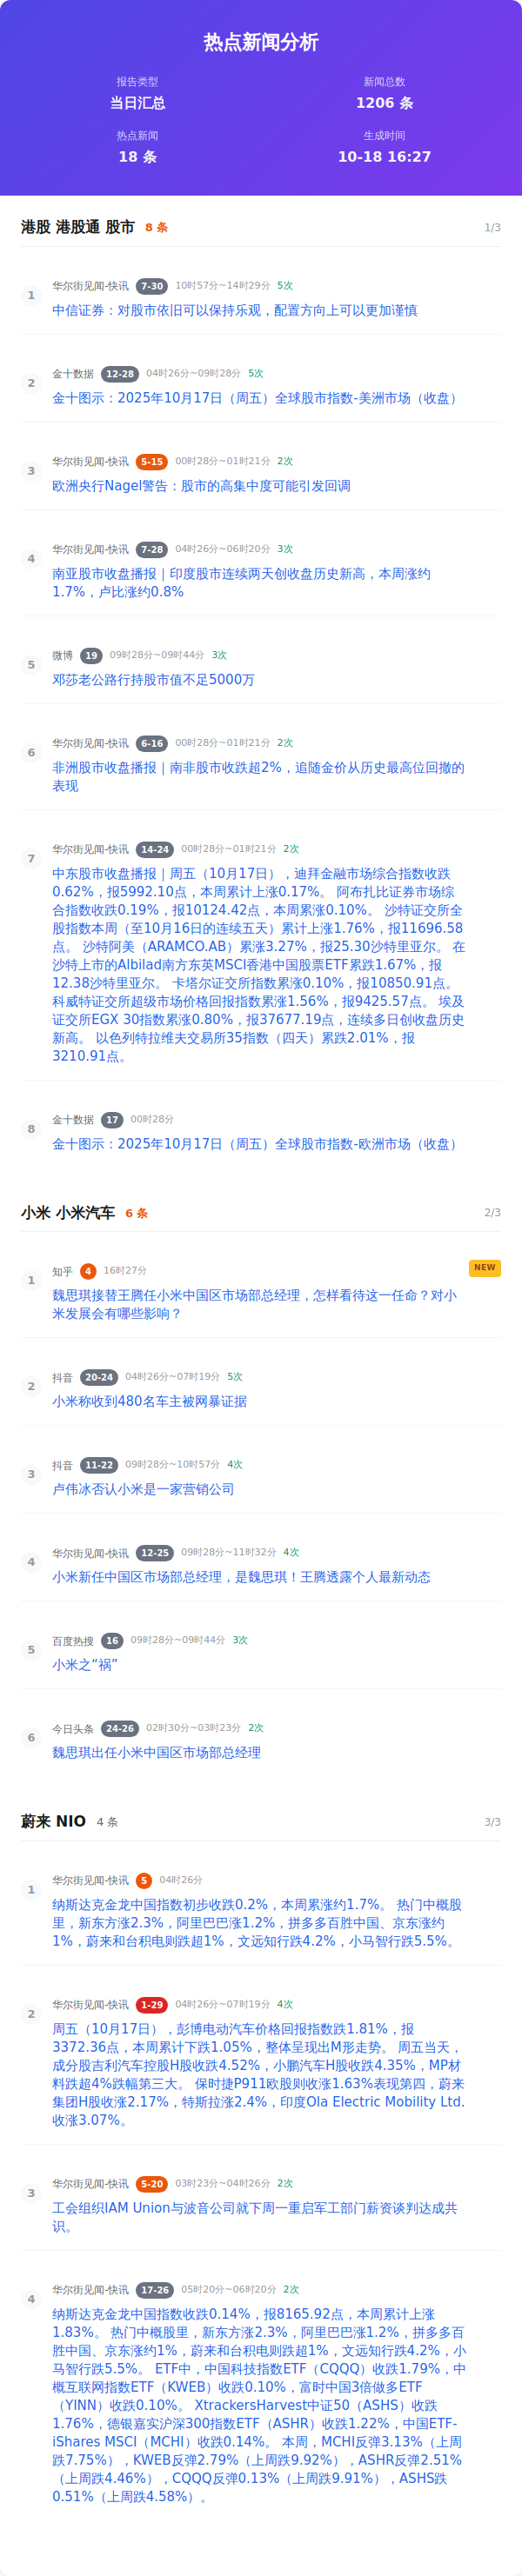 热点新闻分析
报告类型
新闻总数
当日汇总
1206 条
热点新闻
生成时间
18 条
10-18 16:27
港股 港股通 股市 8 条 1/3
1
华尔街见闻-快讯 7-30 10时57分~14时29分 5次
中信证券：对股市依旧可以保持乐观，配置方向上可以更加谨慎
2
金十数据 12-28 04时26分~09时28分 5次
金十图示：2025年10月17日（周五）全球股市指数-美洲市场（收盘）
3
华尔街见闻-快讯 5-15 00时28分~01时21分 2次
欧洲央行Nagel警告：股市的高集中度可能引发回调
4
华尔街见闻-快讯 7-28 04时26分~06时20分 3次
南亚股市收盘播报｜印度股市连续两天创收盘历史新高，本周涨约
1.7%，卢比涨约0.8%
5
微博 19 09时28分~09时44分 3次
邓莎老公路行持股市值不足5000万
6
华尔街见闻-快讯 6-16 00时28分~01时21分 2次
非洲股市收盘播报｜南非股市收跌超2%，追随金价从历史最高位回撤的
表现
7
华尔街见闻-快讯 14-24 00时28分~01时21分 2次
中东股市收盘播报｜周五（10月17日），迪拜金融市场综合指数收跌
0.62%，报5992.10点，本周累计上涨0.17%。 阿布扎比证券市场综
合指数收跌0.19%，报10124.42点，本周累涨0.10%。 沙特证交所全
股指数本周（至10月16日的连续五天）累计上涨1.76%，报11696.58
点。 沙特阿美（ARAMCO.AB）累涨3.27%，报25.30沙特里亚尔。 在
沙特上市的Albilad南方东英MSCI香港中国股票ETF累跌1.67%，报
12.38沙特里亚尔。 卡塔尔证交所指数累涨0.10%，报10850.91点。
科威特证交所超级市场价格回报指数累涨1.56%，报9425.57点。 埃及
证交所EGX 30指数累涨0.80%，报37677.19点，连续多日创收盘历史
新高。 以色列特拉维夫交易所35指数（四天）累跌2.01%，报
3210.91点。
8
金十数据 17 00时28分
金十图示：2025年10月17日（周五）全球股市指数-欧洲市场（收盘）
小米 小米汽车 6 条 2/3
1
知乎 4 16时27分 NEW
魏思琪接替王腾任小米中国区市场部总经理，怎样看待这一任命？对小
米发展会有哪些影响？
2
抖音 20-24 04时26分~07时19分 5次
小米称收到480名车主被网暴证据
3
抖音 11-22 09时28分~10时57分 4次
卢伟冰否认小米是一家营销公司
4
华尔街见闻-快讯 12-25 09时28分~11时32分 4次
小米新任中国区市场部总经理，是魏思琪！王腾透露个人最新动态
5
百度热搜 16 09时28分~09时44分 3次
小米之“祸”
6
今日头条 24-26 02时30分~03时23分 2次
魏思琪出任小米中国区市场部总经理
蔚来 NIO 4 条 3/3
1
华尔街见闻-快讯 5 04时26分
纳斯达克金龙中国指数初步收跌0.2%，本周累涨约1.7%。 热门中概股
里，新东方涨2.3%，阿里巴巴涨1.2%，拼多多百胜中国、京东涨约
1%，蔚来和台积电则跌超1%，文远知行跌4.2%，小马智行跌5.5%。
2
华尔街见闻-快讯 1-29 04时26分~07时19分 4次
周五（10月17日），彭博电动汽车价格回报指数跌1.81%，报
3372.36点，本周累计下跌1.05%，整体呈现出M形走势。 周五当天，
成分股吉利汽车控股H股收跌4.52%，小鹏汽车H股收跌4.35%，MP材
料跌超4%跌幅第三大。 保时捷P911欧股则收涨1.63%表现第四，蔚来
集团H股收涨2.17%，特斯拉涨2.4%，印度Ola Electric Mobility Ltd.
收涨3.07%。
3
华尔街见闻-快讯 5-20 03时23分~04时26分 2次
工会组织IAM Union与波音公司就下周一重启军工部门薪资谈判达成共
识。
4
华尔街见闻-快讯 17-26 05时20分~06时20分 2次
纳斯达克金龙中国指数收跌0.14%，报8165.92点，本周累计上涨
1.83%。 热门中概股里，新东方涨2.3%，阿里巴巴涨1.2%，拼多多百
胜中国、京东涨约1%，蔚来和台积电则跌超1%，文远知行跌4.2%，小
马智行跌5.5%。 ETF中，中国科技指数ETF（CQQQ）收跌1.79%，中
概互联网指数ETF（KWEB）收跌0.10%，富时中国3倍做多ETF
（YINN）收跌0.10%。 XtrackersHarvest中证50（ASHS）收跌
1.76%，德银嘉实沪深300指数ETF（ASHR）收跌1.22%，中国ETF-
iShares MSCI（MCHI）收跌0.14%。 本周，MCHI反弹3.13%（上周
跌7.75%），KWEB反弹2.79%（上周跌9.92%），ASHR反弹2.51%
（上周跌4.46%），CQQQ反弹0.13%（上周跌9.91%），ASHS跌
0.51%（上周跌4.58%）。